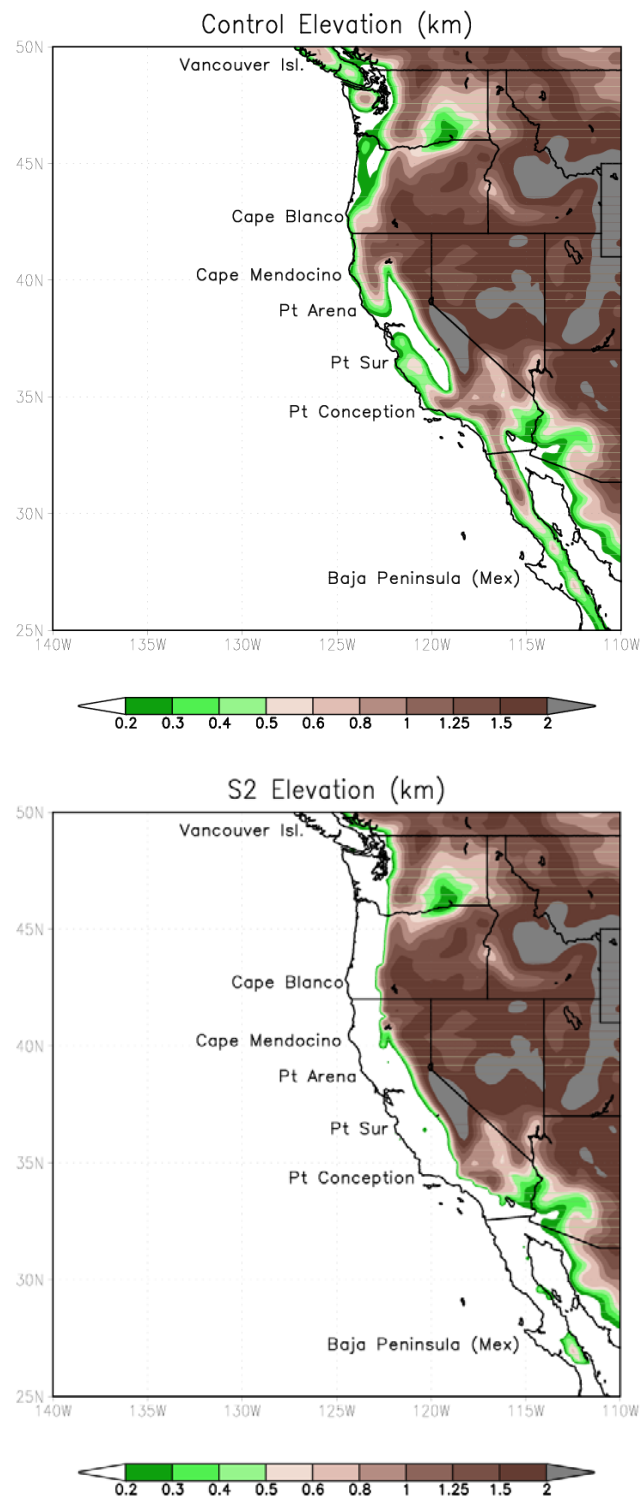 Control Elevation (km)
50N
Vancouver Isl.
45N
Cape Blanco
40N
Cape Mendocino
Pt Arena
Pt Sur
35N
Pt Conception
30N
Baja Peninsula (Mex)
25N
140W 135W 130W 125W 120W 115W 110W
0.2 0.3 0.4 0.5 0.6 0.8 1 1.25 1.5 2
S2 Elevation (km)
50N
Vancouver Isl.
45N
Cape Blanco
40N
Cape Mendocino
Pt Arena
Pt Sur
35N
Pt Conception
30N
Baja Peninsula (Mex)
25N
140W 135W 130W 125W 120W 115W 110W
0.2 0.3 0.4 0.5 0.6 0.8 1 1.25 1.5 2